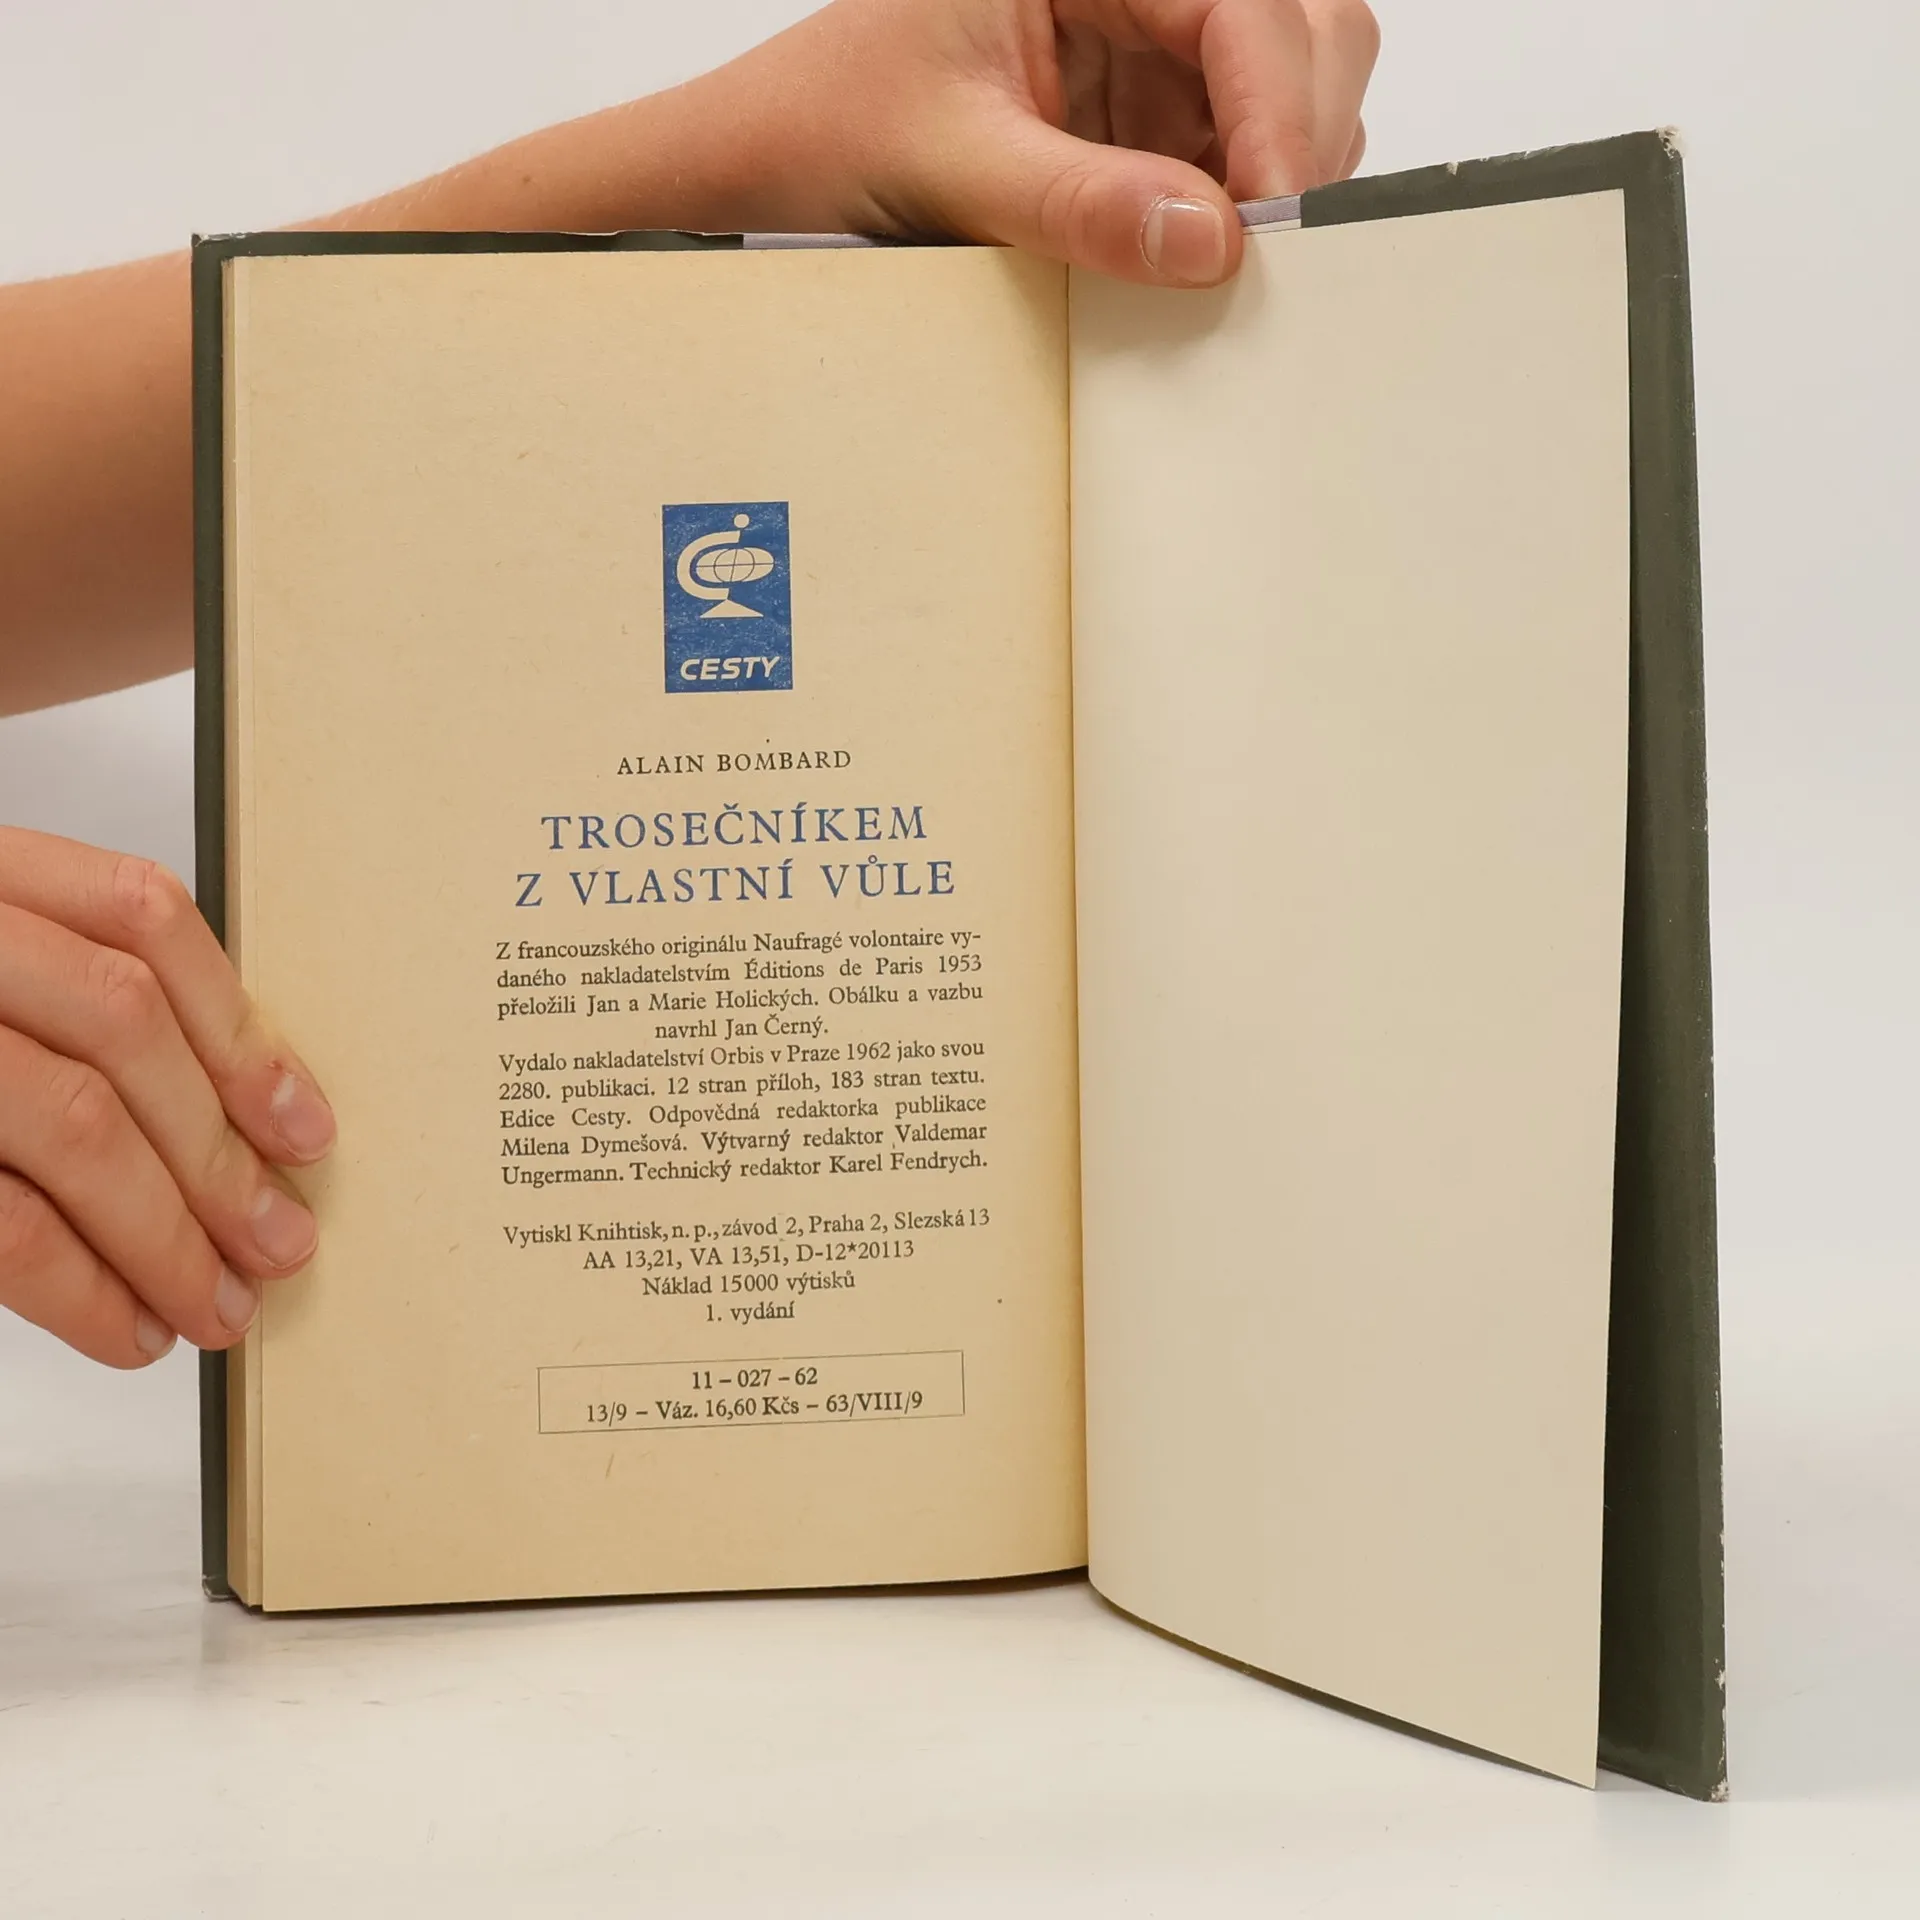 CESTY
ALAIN BOMBARD
TROSEČNÍKEM
Z VLASTNÍ VŮLE
Z francouzského originálu Naufragé volontaire vy-
daného nakladatelstvím Éditions de Paris 1953
přeložili Jan a Marie Holických. Obálku a vazbu
navrhl Jan Černý.
Vydalo nakladatelství Orbis v Praze 1962 jako svou
2280. publikaci. 12 stran příloh, 183 stran textu.
Edice Cesty. Odpovědná redaktorka publikace
Milena Dymešová. Výtvarný redaktor Valdemar
Ungermann. Technický redaktor Karel Fendrych.
Vytiskl Knihtisk, n. p., závod 2, Praha 2, Slezská 13
AA 13,21, VA 13,51, D-12*20113
Náklad 15000 výtisků
1. vydání
11 – 027 – 62
13/9 – Váz. 16,60 Kčs – 63/VIII/9